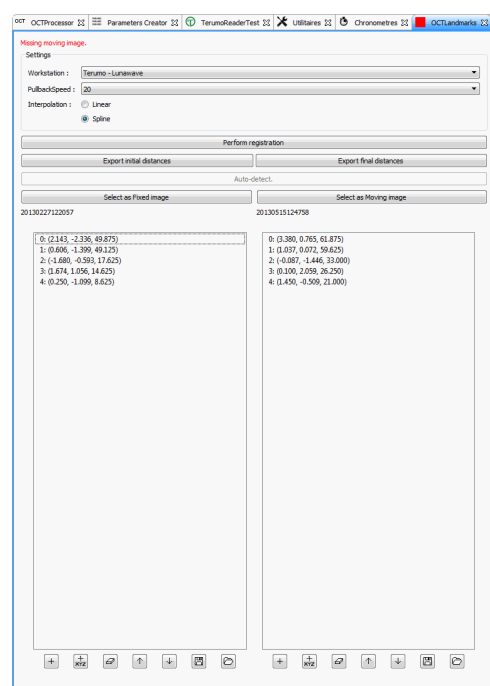 OCT OCTProcessor Parameters Creator TerumoReaderTest Utilitaires Chronometres OCTLandmarks
Missing moving image.
Settings
Workstation : Terumo - Lunawave
PullbackSpeed : 20
Interpolation : Linear
Spline
Perform registration
Export initial distances Export final distances
Auto-detect.
Select as Fixed image Select as Moving image
20130227122057 20130515124758
0: (2.143, -2.336, 49.875) 0: (3.380, 0.765, 61.875)
1: (0.606, -1.399, 49.125) 1: (1.037, 0.072, 59.625)
2: (-1.680, -0.593, 17.625) 2: (-0.087, -1.446, 33.000)
3: (1.674, 1.056, 14.625) 3: (0.100, 2.059, 26.250)
4: (0.250, -1.099, 8.625) 4: (1.450, -0.509, 21.000)
+ + XYZ + + XYZ